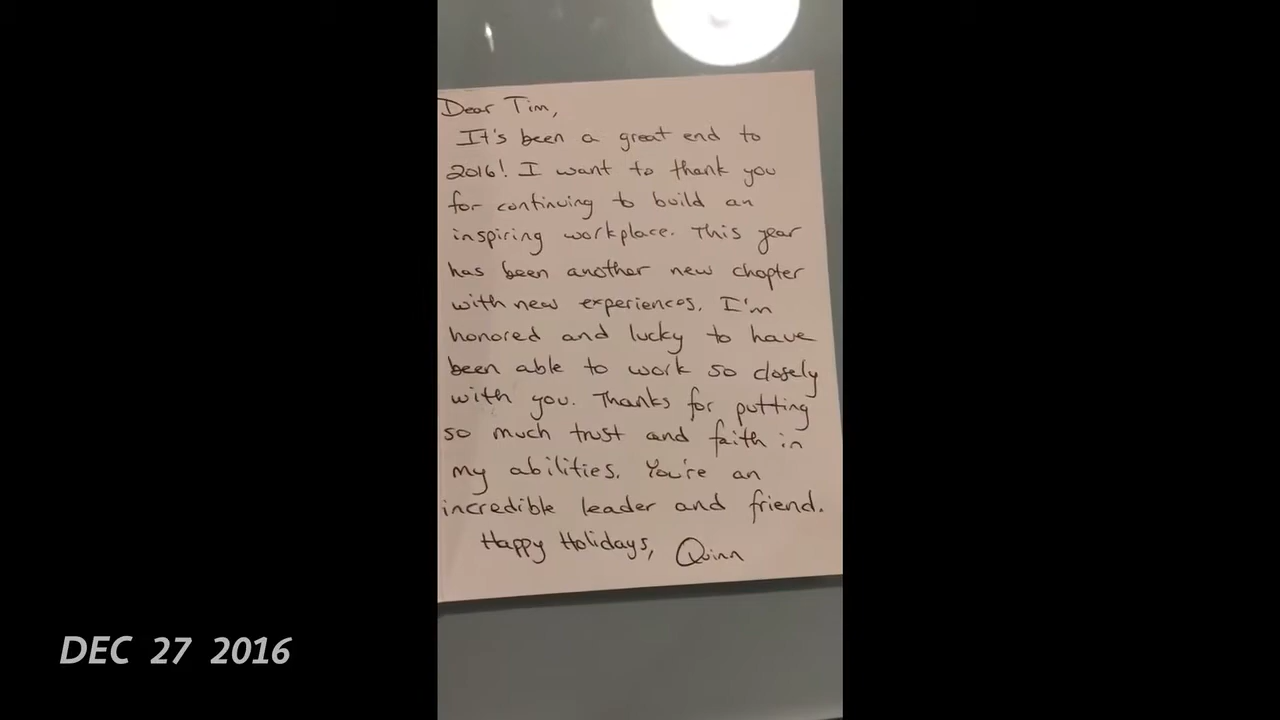 Dear Tim,
It's been a great end to
2016! I want to thank you
for continuing to build an
inspiring workplace. This year
has been another new chapter
with new experiences. I'm
honored and lucky to have
been able to work so closely
with you. Thanks for putting
so much trust and faith in
my abilities. You're an
incredible leader and friend.
Happy Holidays, Quinn
DEC 27 2016